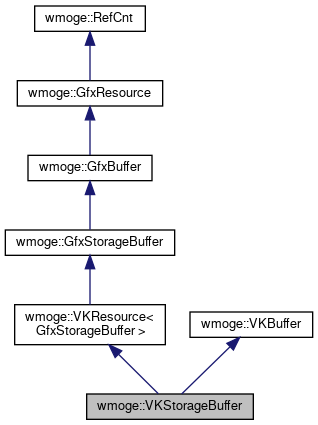 wmoge::RefCnt
wmoge::GfxResource
wmoge::GfxBuffer
wmoge::GfxStorageBuffer
wmoge::VKResource<
GfxStorageBuffer >
wmoge::VKBuffer
wmoge::VKStorageBuffer